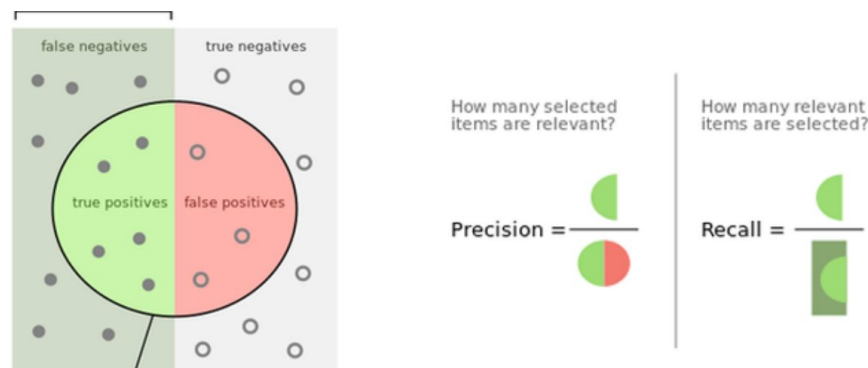 false negatives
true negatives
true positives
false positives
How many selected
items are relevant?
Precision =
How many relevant
items are selected?
Recall =